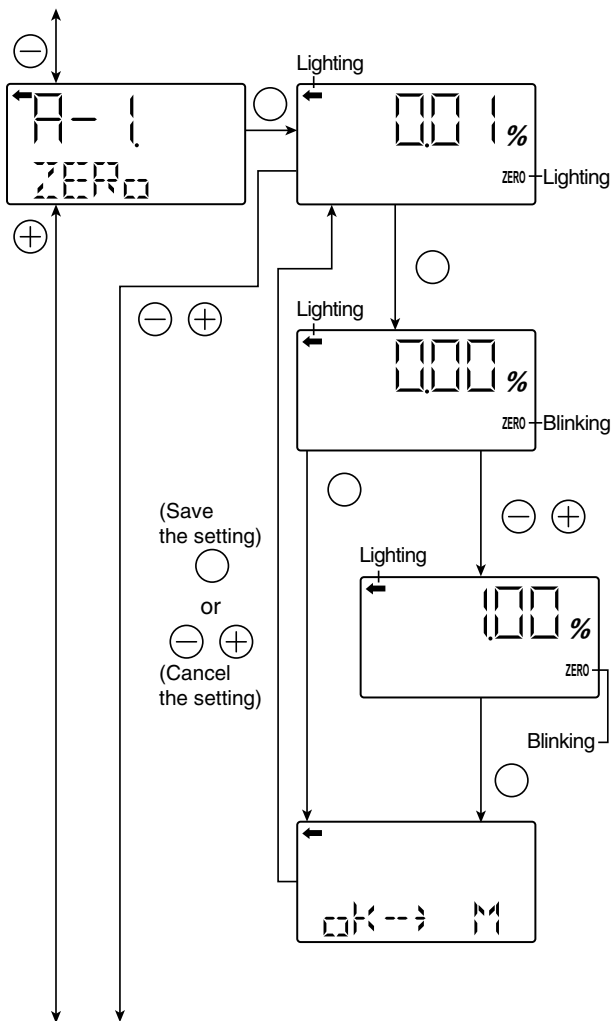 Lighting
A-1.
ZERo
0.01 %
ZERO
Lighting
Lighting
0.00 %
ZERO
Blinking
(Save
the setting)
or
(Cancel
the setting)
Lighting
1.00 %
ZERO
Blinking
oK--> M